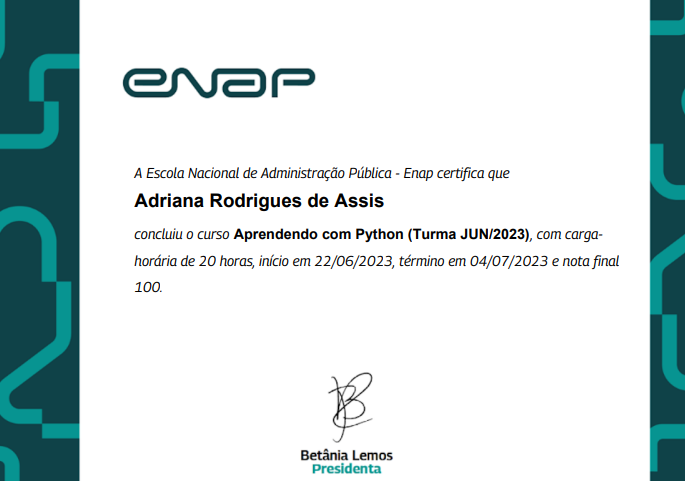 enap
A Escola Nacional de Administração Pública - Enap certifica que
Adriana Rodrigues de Assis
concluiu o curso Aprendendo com Python (Turma JUN/2023), com carga-
horária de 20 horas, início em 22/06/2023, término em 04/07/2023 e nota final
100.
Betânia Lemos
Presidenta